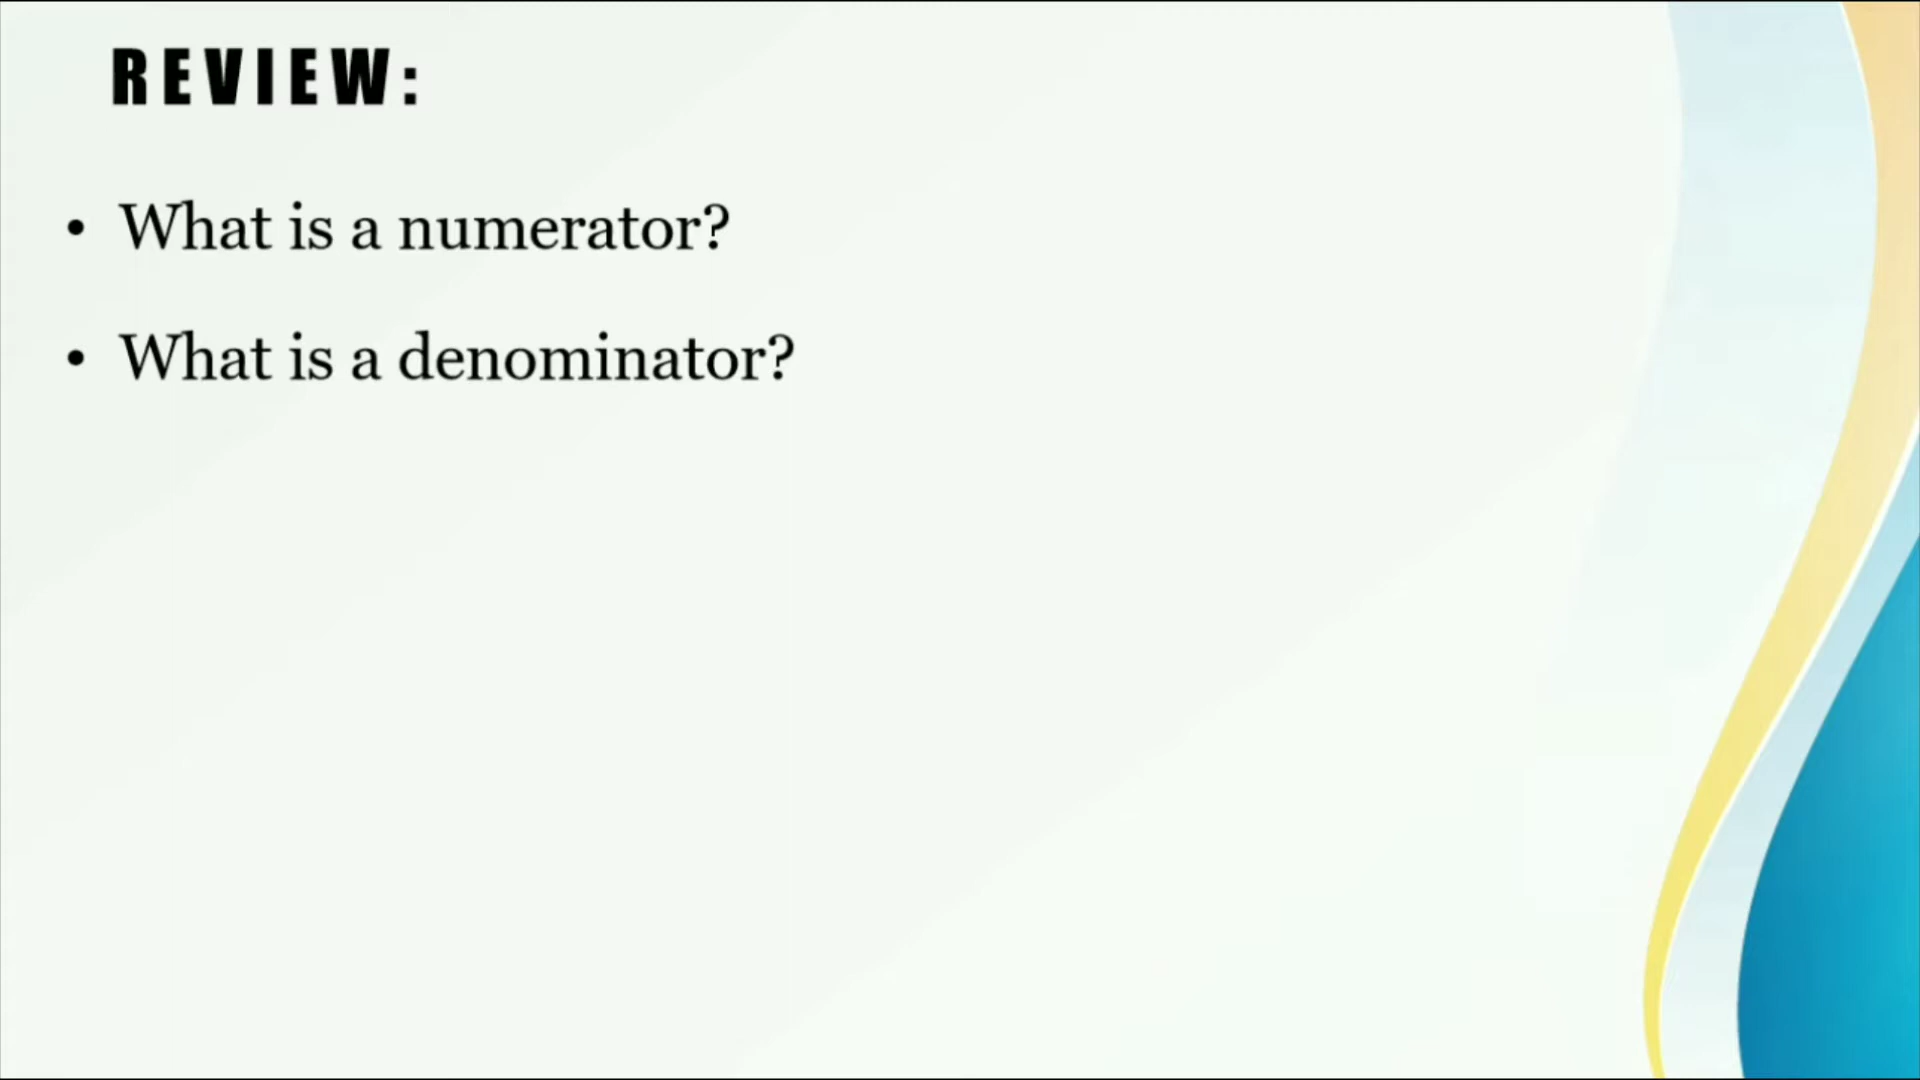 REVIEW:
• What is a numerator?
• What is a denominator?